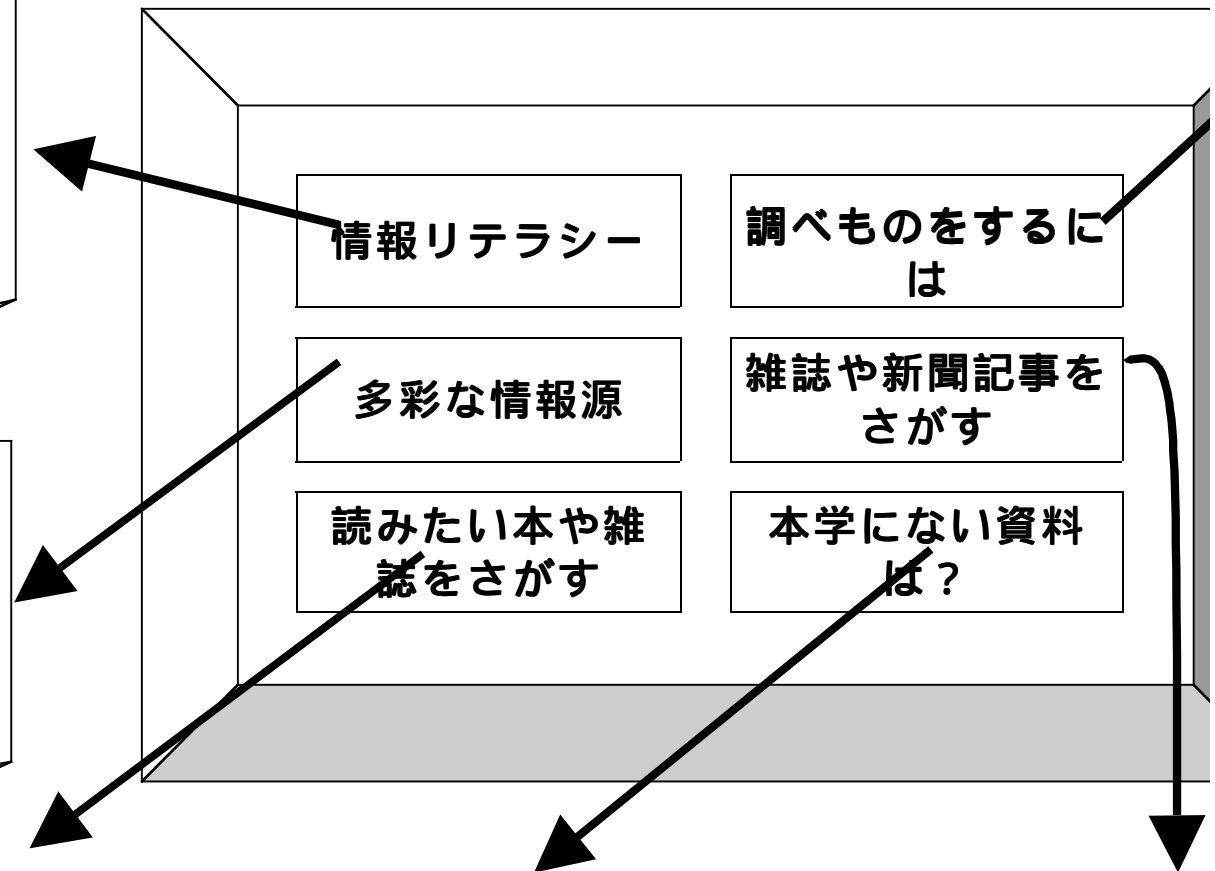 情報リテラシー
調べものをするに
は
多彩な情報源
雑誌や新聞記事を
さがす
読みたい本や雑
誌をさがす
本学にない資料
は？